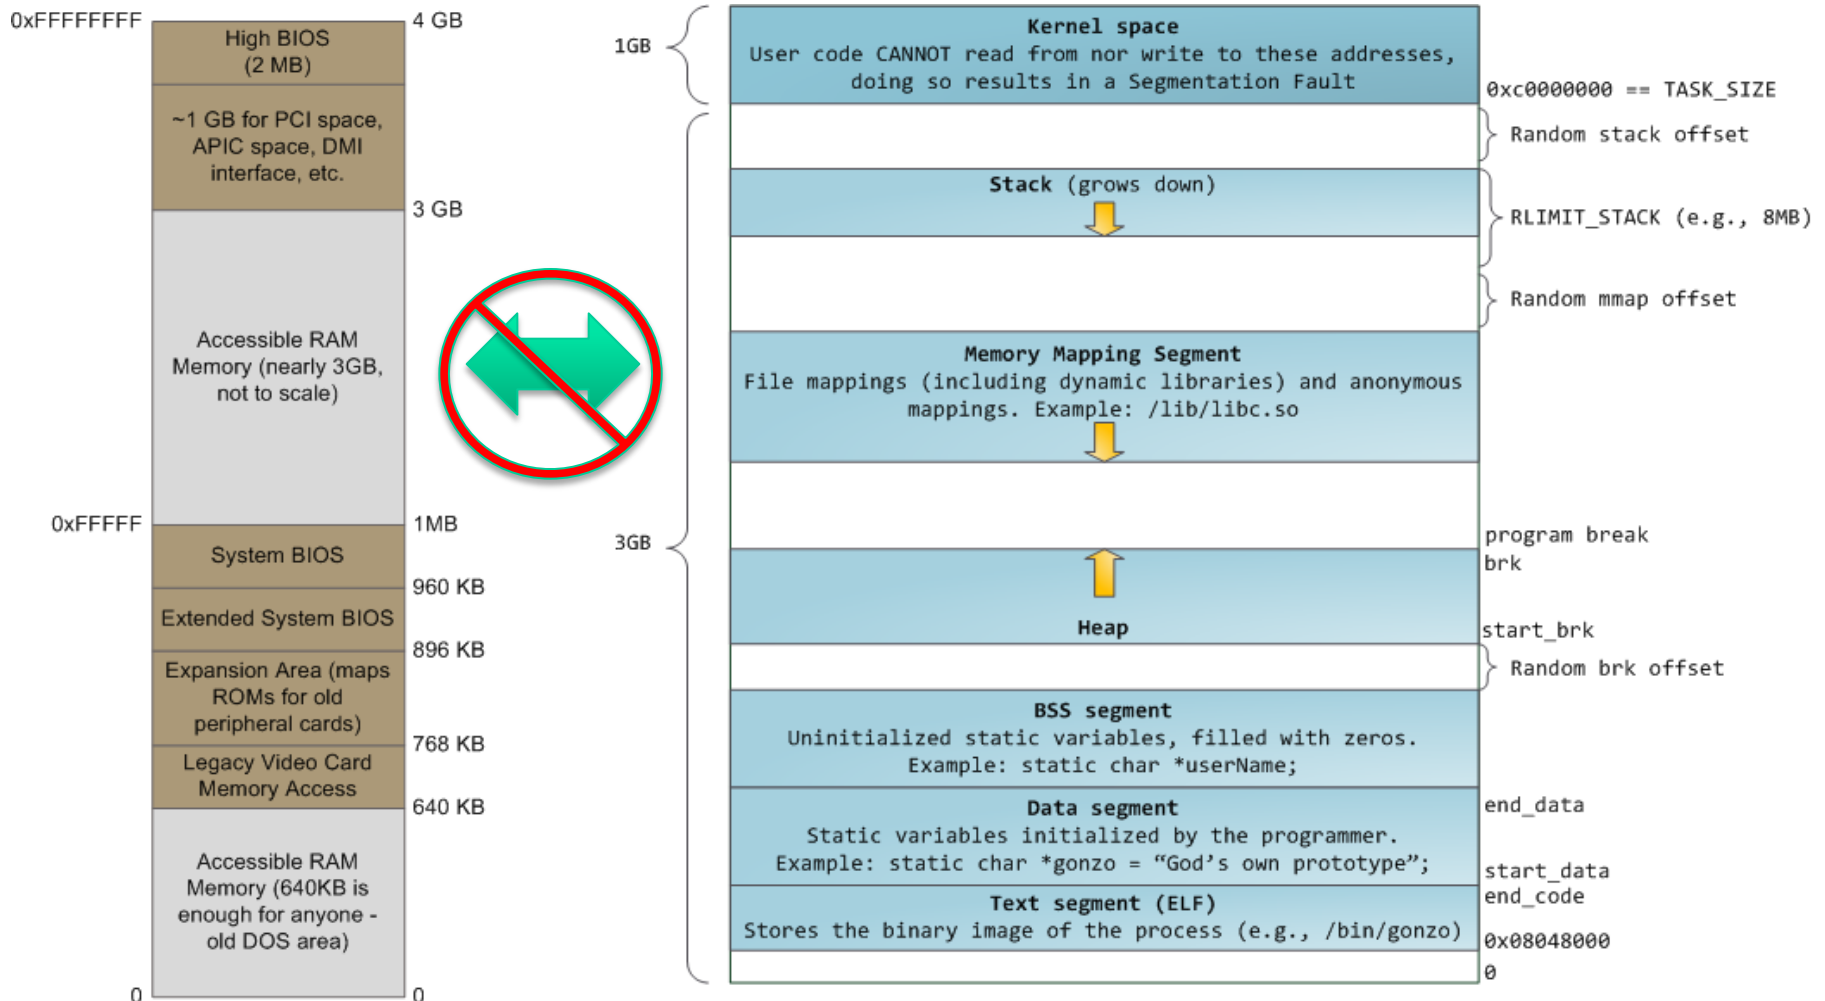 0xFFFFFFFF
4 GB
High BIOS
(2 MB)
~1 GB for PCI space,
APIC space, DMI
interface, etc.
3 GB
Accessible RAM
Memory (nearly 3GB,
not to scale)
0xFFFFF
1MB
System BIOS
960 KB
Extended System BIOS
896 KB
Expansion Area (maps
ROMs for old
peripheral cards)
768 KB
Legacy Video Card
Memory Access
640 KB
Accessible RAM
Memory (640KB is
enough for anyone -
old DOS area)
0
0
1GB
Kernel space
User code CANNOT read from nor write to these addresses,
doing so results in a Segmentation Fault
0xc0000000 == TASK_SIZE
Random stack offset
Stack (grows down)
RLIMIT_STACK (e.g., 8MB)
Random mmap offset
Memory Mapping Segment
File mappings (including dynamic libraries) and anonymous
mappings. Example: /lib/libc.so
3GB
program break
brk
Heap
start_brk
Random brk offset
BSS segment
Uninitialized static variables, filled with zeros.
Example: static char *userName;
Data segment
Static variables initialized by the programmer.
Example: static char *gonzo = “God’s own prototype”;
end_data
start_data
end_code
Text segment (ELF)
Stores the binary image of the process (e.g., /bin/gonzo)
0x08048000
0